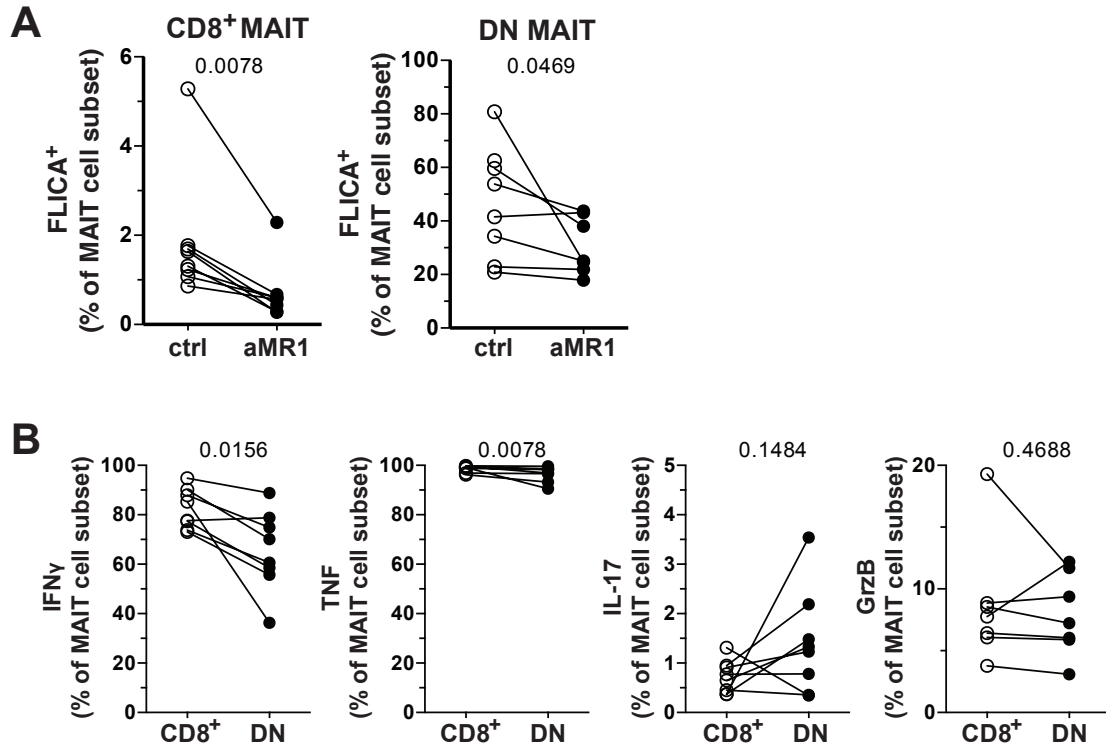 A
CD8⁺ MAIT
0.0078
FLICA⁺
(% of MAIT cell subset)
6
4
2
0
ctrl aMR1
DN MAIT
0.0469
FLICA⁺
(% of MAIT cell subset)
100
80
60
40
20
0
ctrl aMR1
B
0.0156
IFNγ
(% of MAIT cell subset)
100
80
60
40
20
0
CD8⁺ DN
0.0078
TNF
(% of MAIT cell subset)
100
80
60
40
20
0
CD8⁺ DN
0.1484
IL-17
(% of MAIT cell subset)
5
4
3
2
1
0
CD8⁺ DN
0.4688
GrzB
(% of MAIT cell subset)
20
10
0
CD8⁺ DN